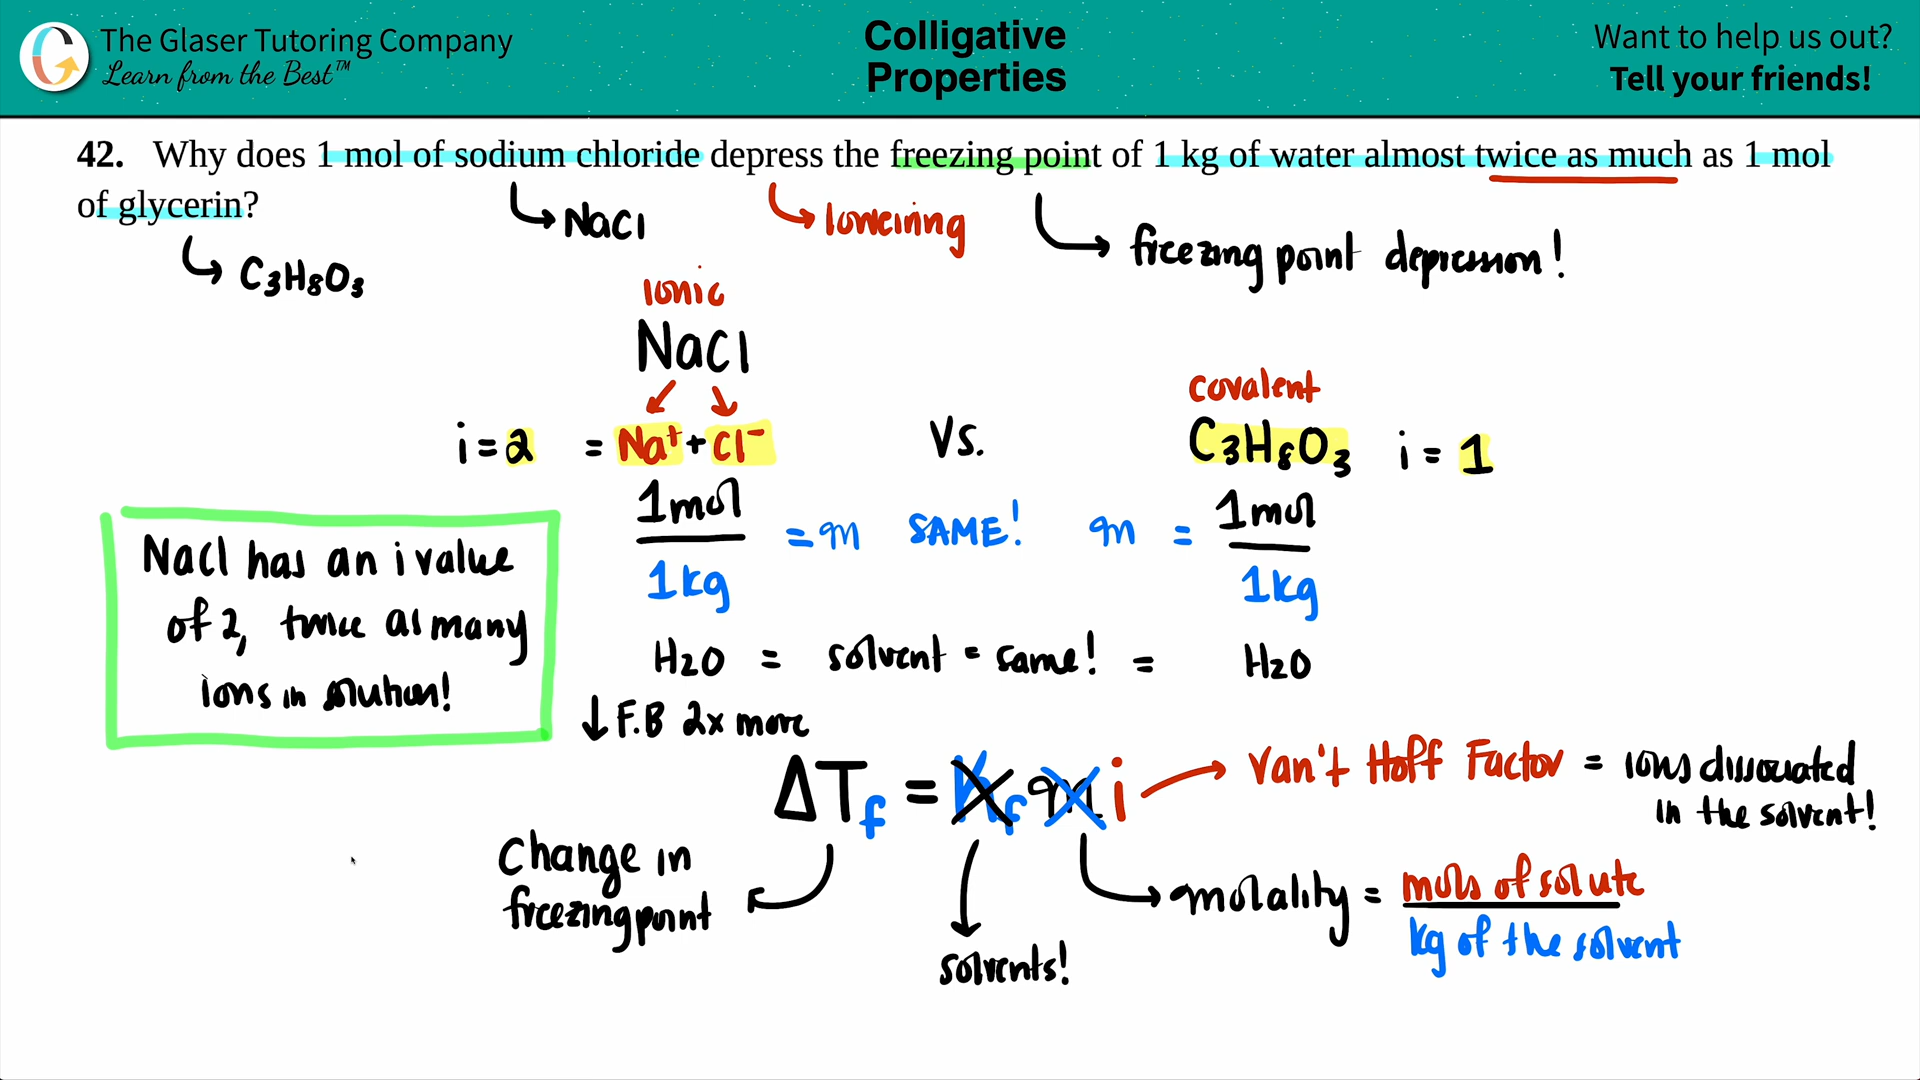 The Glaser Tutoring Company
Learn from the Best™
Colligative
Properties
Want to help us out?
Tell your friends!
42. Why does 1 mol of sodium chloride depress the freezing point of 1 kg of water almost twice as much as 1 mol
of glycerin?
NaCl
lowering
freezing point depression!
C3H8O3
ionic
NaCl
covalent
i = 2 = Na+ + Cl− VS. C3H8O3 i = 1
1mol
1kg
= m SAME! m =
1mol
1kg
NaCl has an i value
of 2, twice as many
ions in solution!
H2O = solvent = same! = H2O
↓ F.B 2x more
ΔTf = Kf m i
Van't Hoff Factor = ions dissociated
in the solvent!
Change in
freezing point
solvents!
molality = mols of solute
kg of the solvent